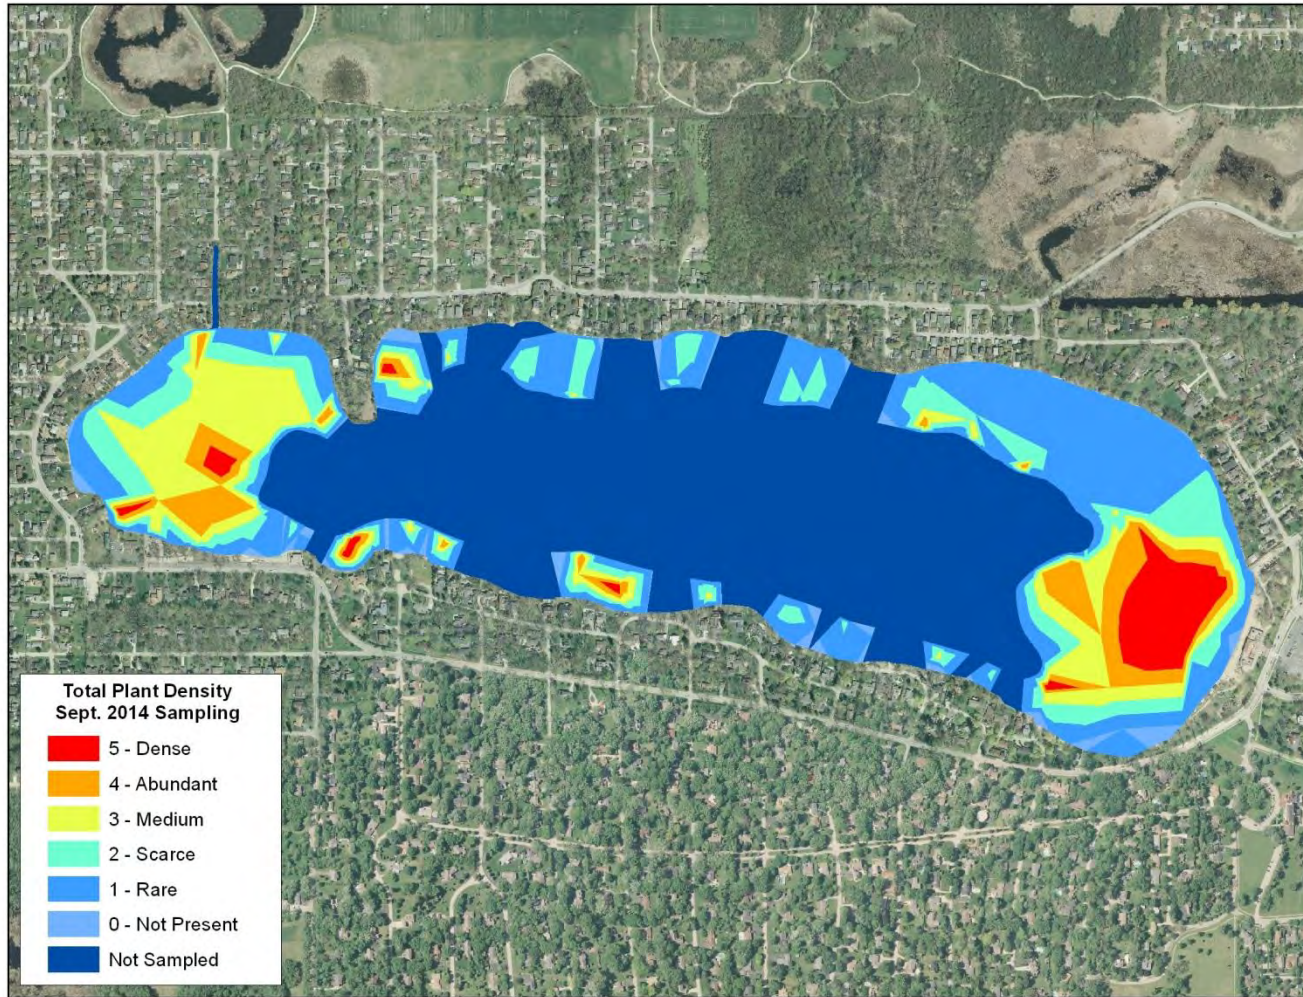 Total Plant Density
Sept. 2014 Sampling
5 - Dense
4 - Abundant
3 - Medium
2 - Scarce
1 - Rare
0 - Not Present
Not Sampled